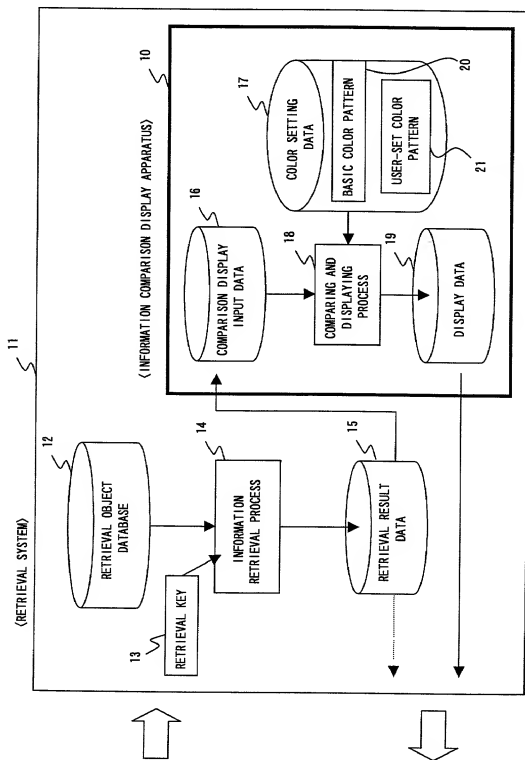 〈RETRIEVAL SYSTEM〉
11
12
RETRIEVAL OBJECT
DATABASE
13
RETRIEVAL KEY
14
INFORMATION
RETRIEVAL PROCESS
15
RETRIEVAL RESULT
DATA
〈INFORMATION COMPARISON DISPLAY APPARATUS〉
10
16
COMPARISON DISPLAY
INPUT DATA
17
COLOR SETTING
DATA
BASIC COLOR PATTERN
20
USER-SET COLOR
PATTERN
21
18
COMPARING AND
DISPLAYING
PROCESS
19
DISPLAY DATA